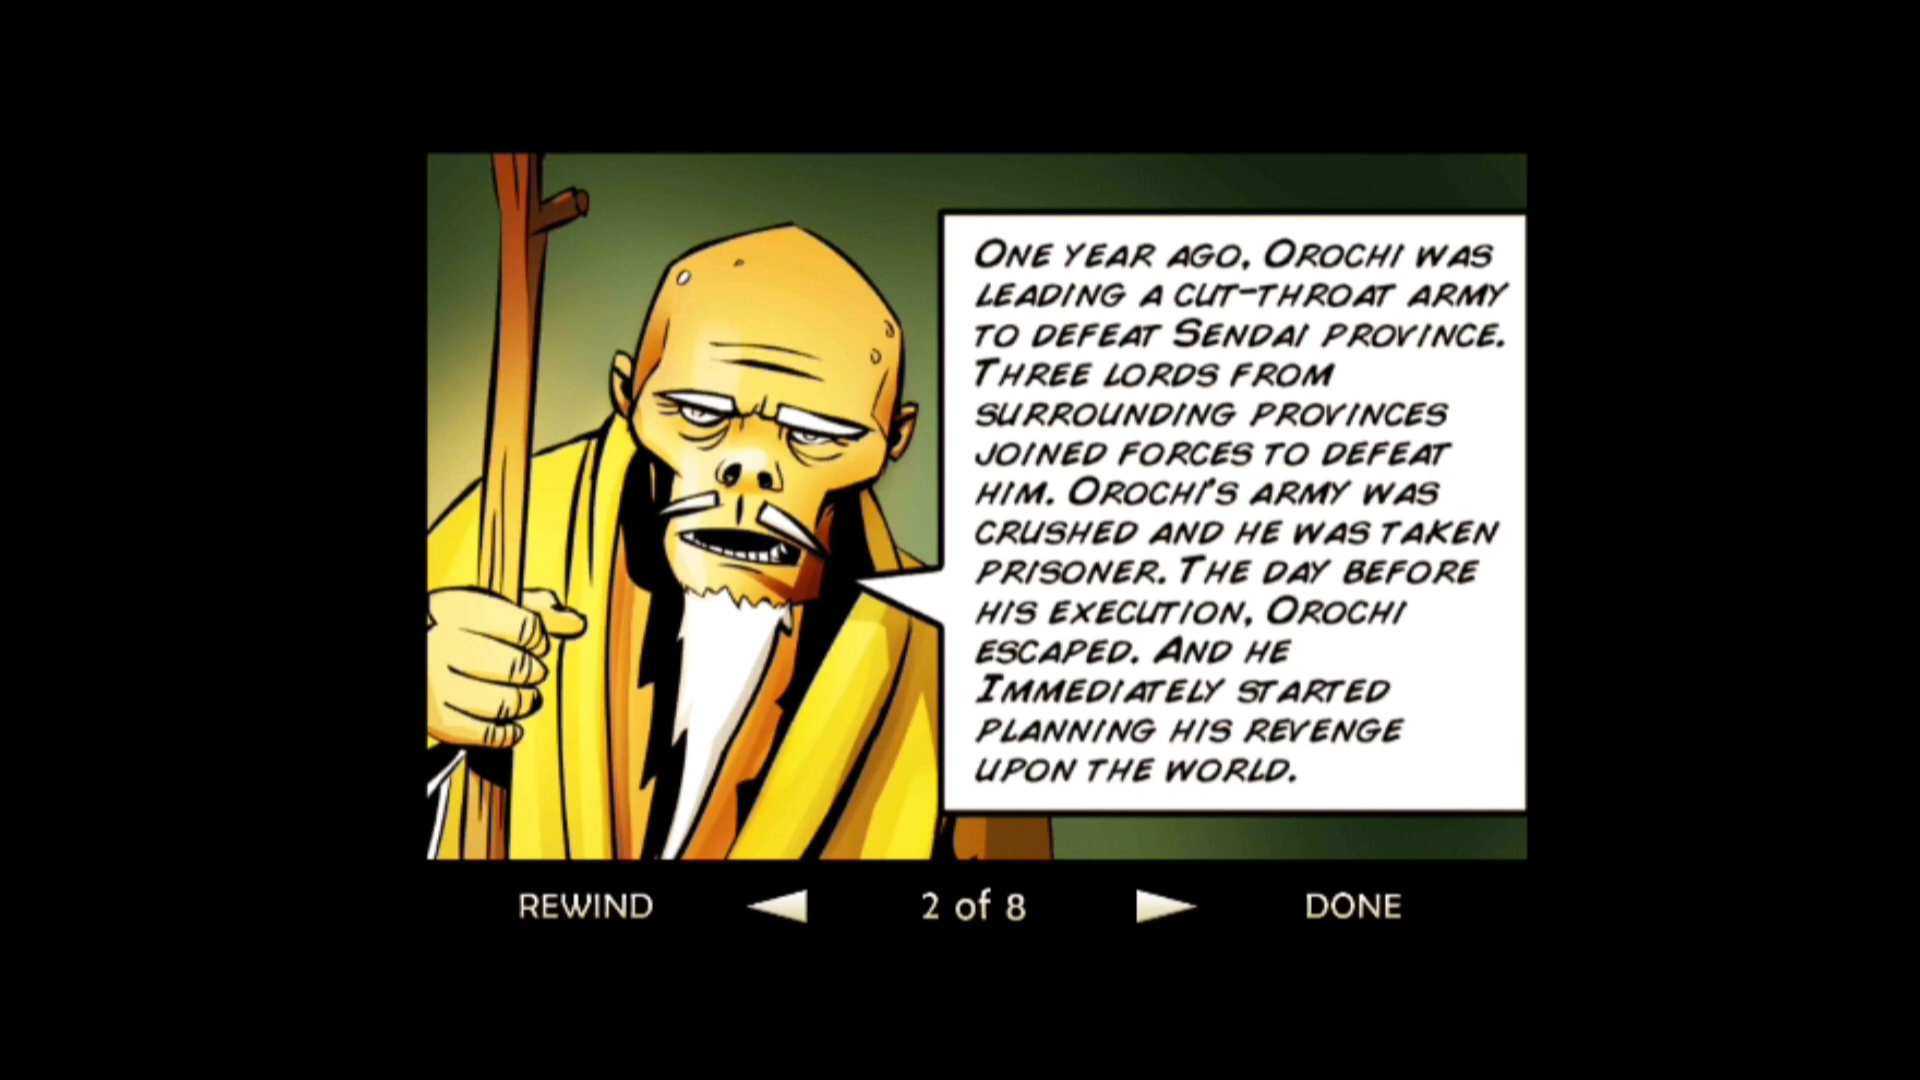 One year ago, Orochi was
leading a cut-throat army
to defeat Sendai province.
Three lords from
surrounding provinces
joined forces to defeat
him. Orochi's army was
crushed and he was taken
prisoner. The day before
his execution, Orochi
escaped. And he
Immediately started
planning his revenge
upon the world.
REWIND 2 of 8 DONE